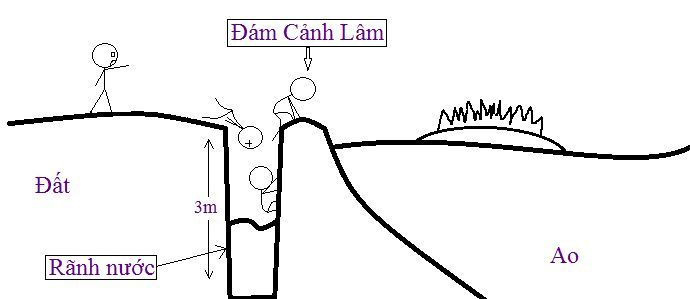 Đám Cảnh Lâm
Đất
3m
Rãnh nước
Ao